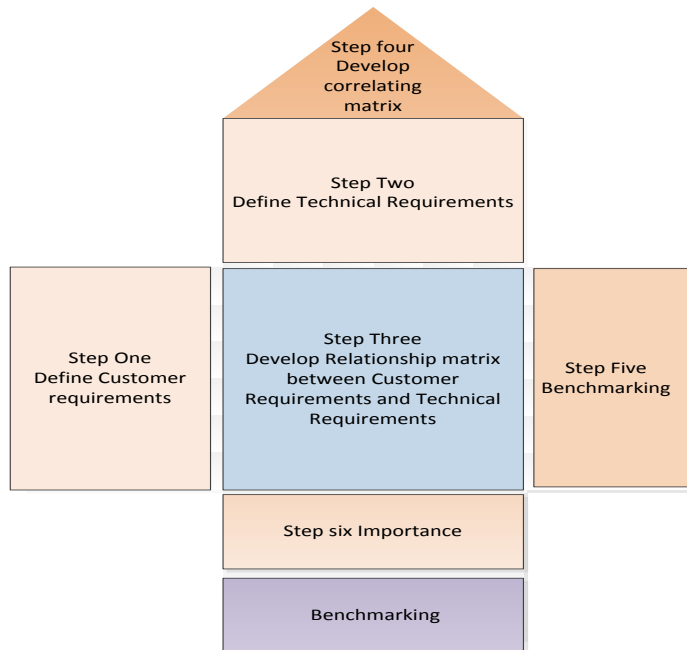 Step four
Develop
correlating
matrix
Step Two
Define Technical Requirements
Step One
Define Customer
requirements
Step Three
Develop Relationship matrix
between Customer
Requirements and Technical
Requirements
Step Five
Benchmarking
Step six Importance
Benchmarking